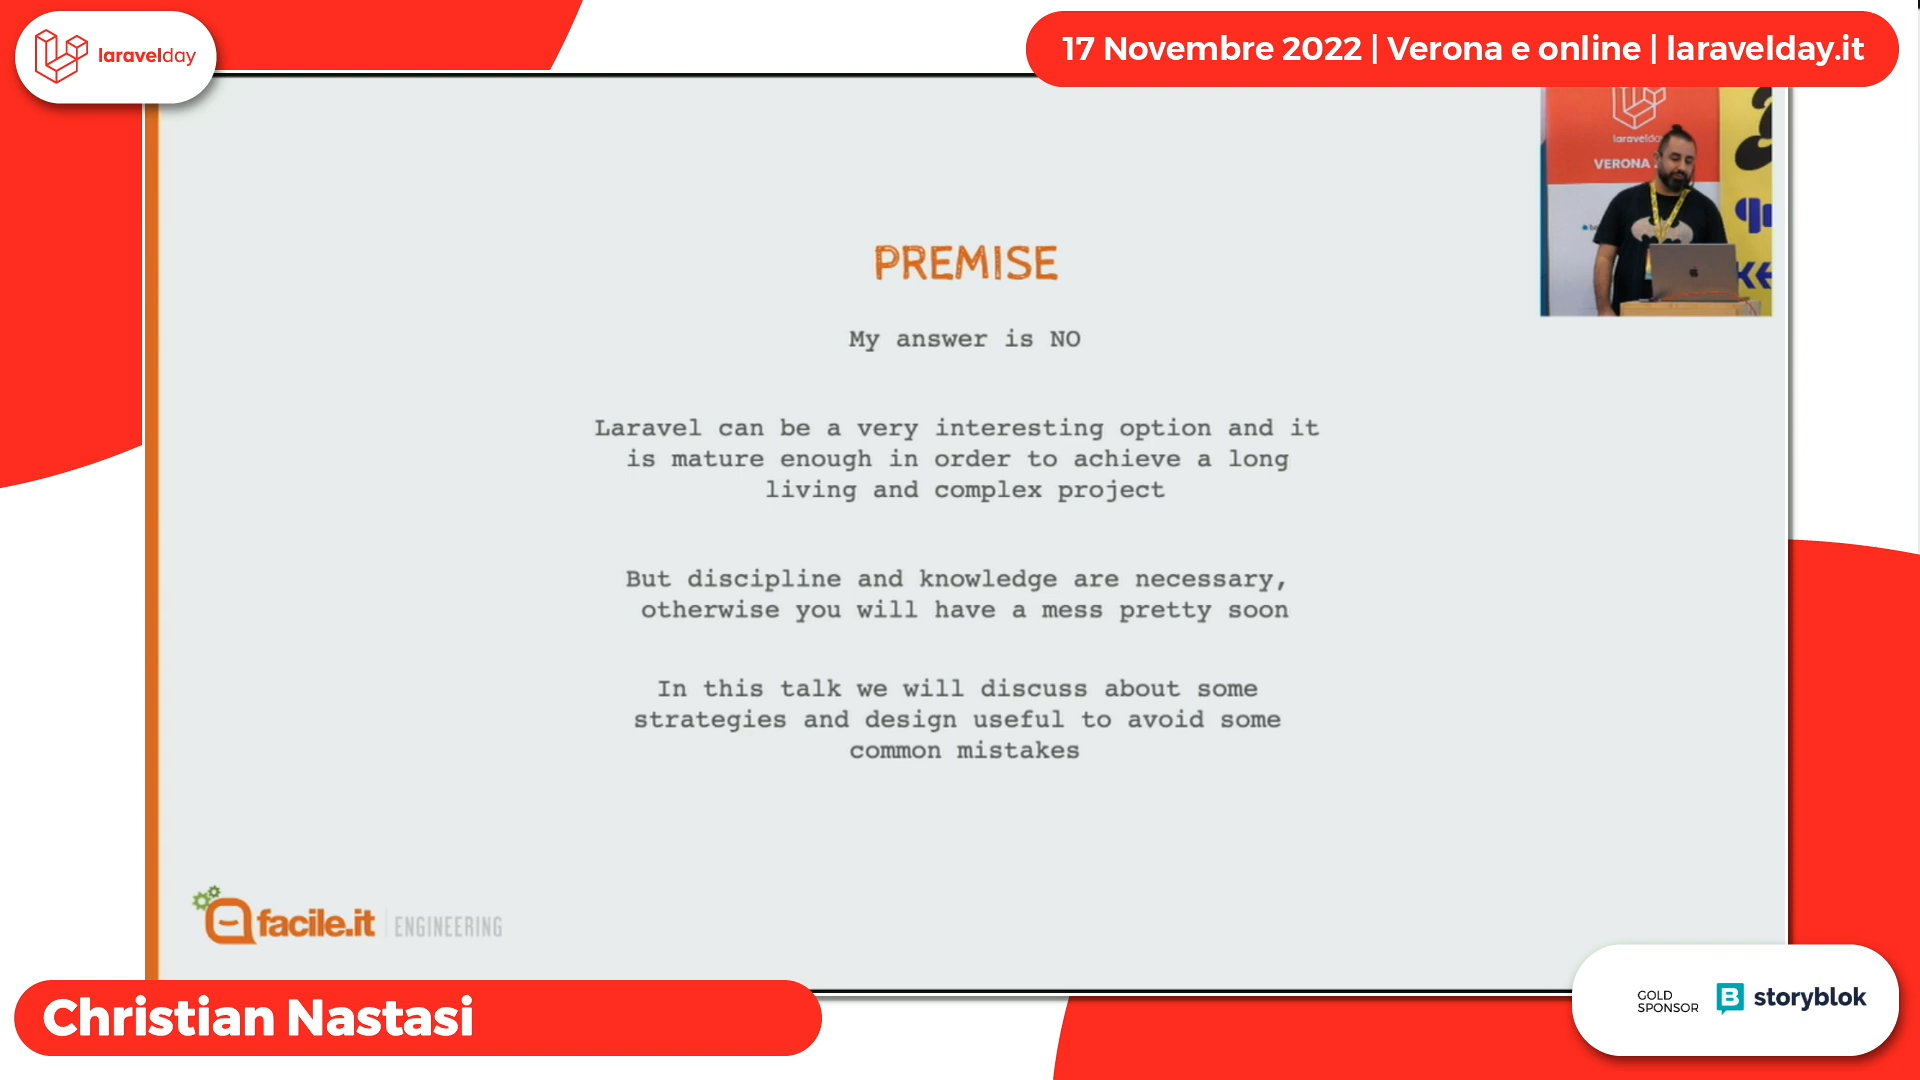 laravelday
17 Novembre 2022 | Verona e online | laravelday.it
VERONA
PREMISE
My answer is NO
Laravel can be a very interesting option and it
is mature enough in order to achieve a long
living and complex project
But discipline and knowledge are necessary,
otherwise you will have a mess pretty soon
In this talk we will discuss about some
strategies and design useful to avoid some
common mistakes
facile.it | ENGINEERING
Christian Nastasi
GOLD
SPONSOR
storyblok